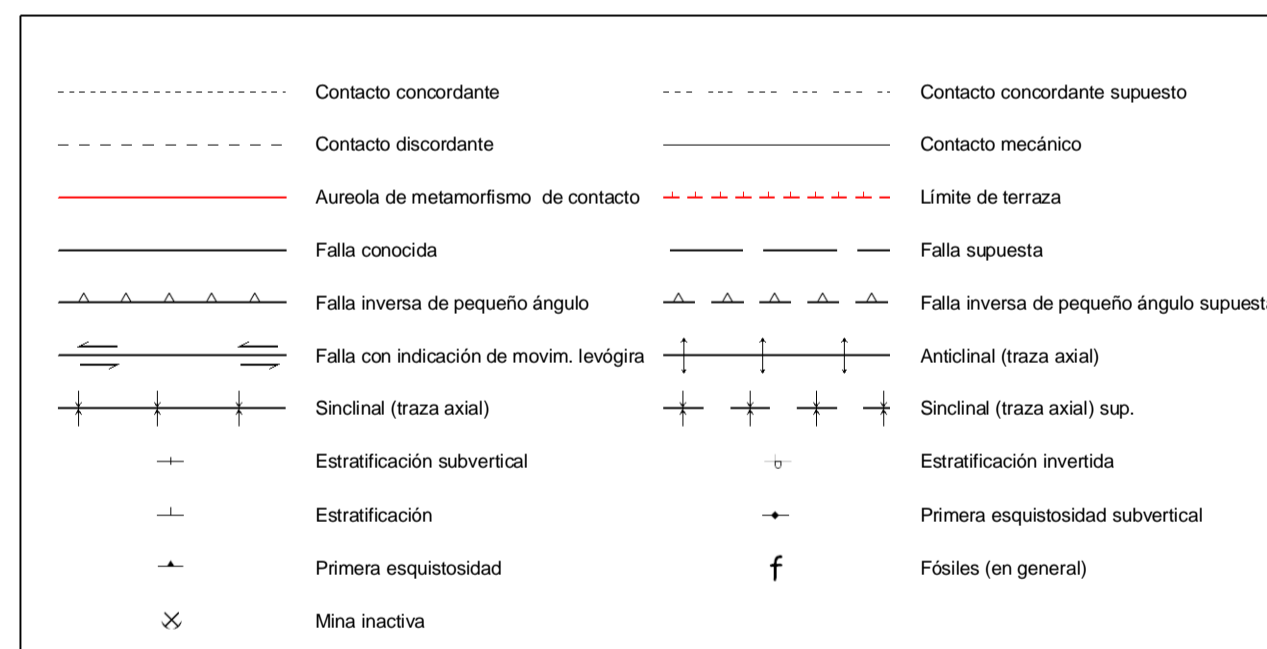 Contacto concordante
Contacto concordante supuesto
Contacto discordante
Contacto mecánico
Aureola de metamorfismo de contacto
Límite de terraza
Falla conocida
Falla supuesta
Falla inversa de pequeño ángulo
Falla inversa de pequeño ángulo supuesta
Falla con indicación de movim. levógira
Anticlinal (traza axial)
Sinclinal (traza axial)
Sinclinal (traza axial) sup.
Estratificación subvertical
Estratificación invertida
Estratificación
Primera esquistosidad subvertical
Primera esquistosidad
f
Fósiles (en general)
Mina inactiva